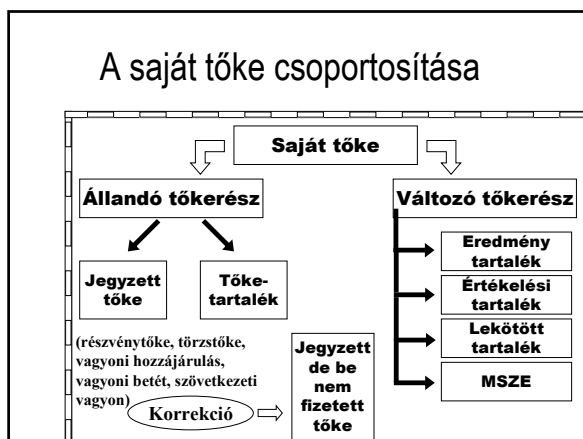 A saját tőke csoportosítása
Saját tőke
Állandó tőkerész
Változó tőkerész
Jegyzett
tőke
Tőke-
tartalék
Eredmény
tartalék
Értékelési
tartalék
Lekötött
tartalék
MSZE
(részvénytőke, törzstőke,
vagyoni hozzájárulás,
vagyoni betét, szövetkezeti
vagyon)
Korrekció
Jegyzett
de be
nem
fizetett
tőke